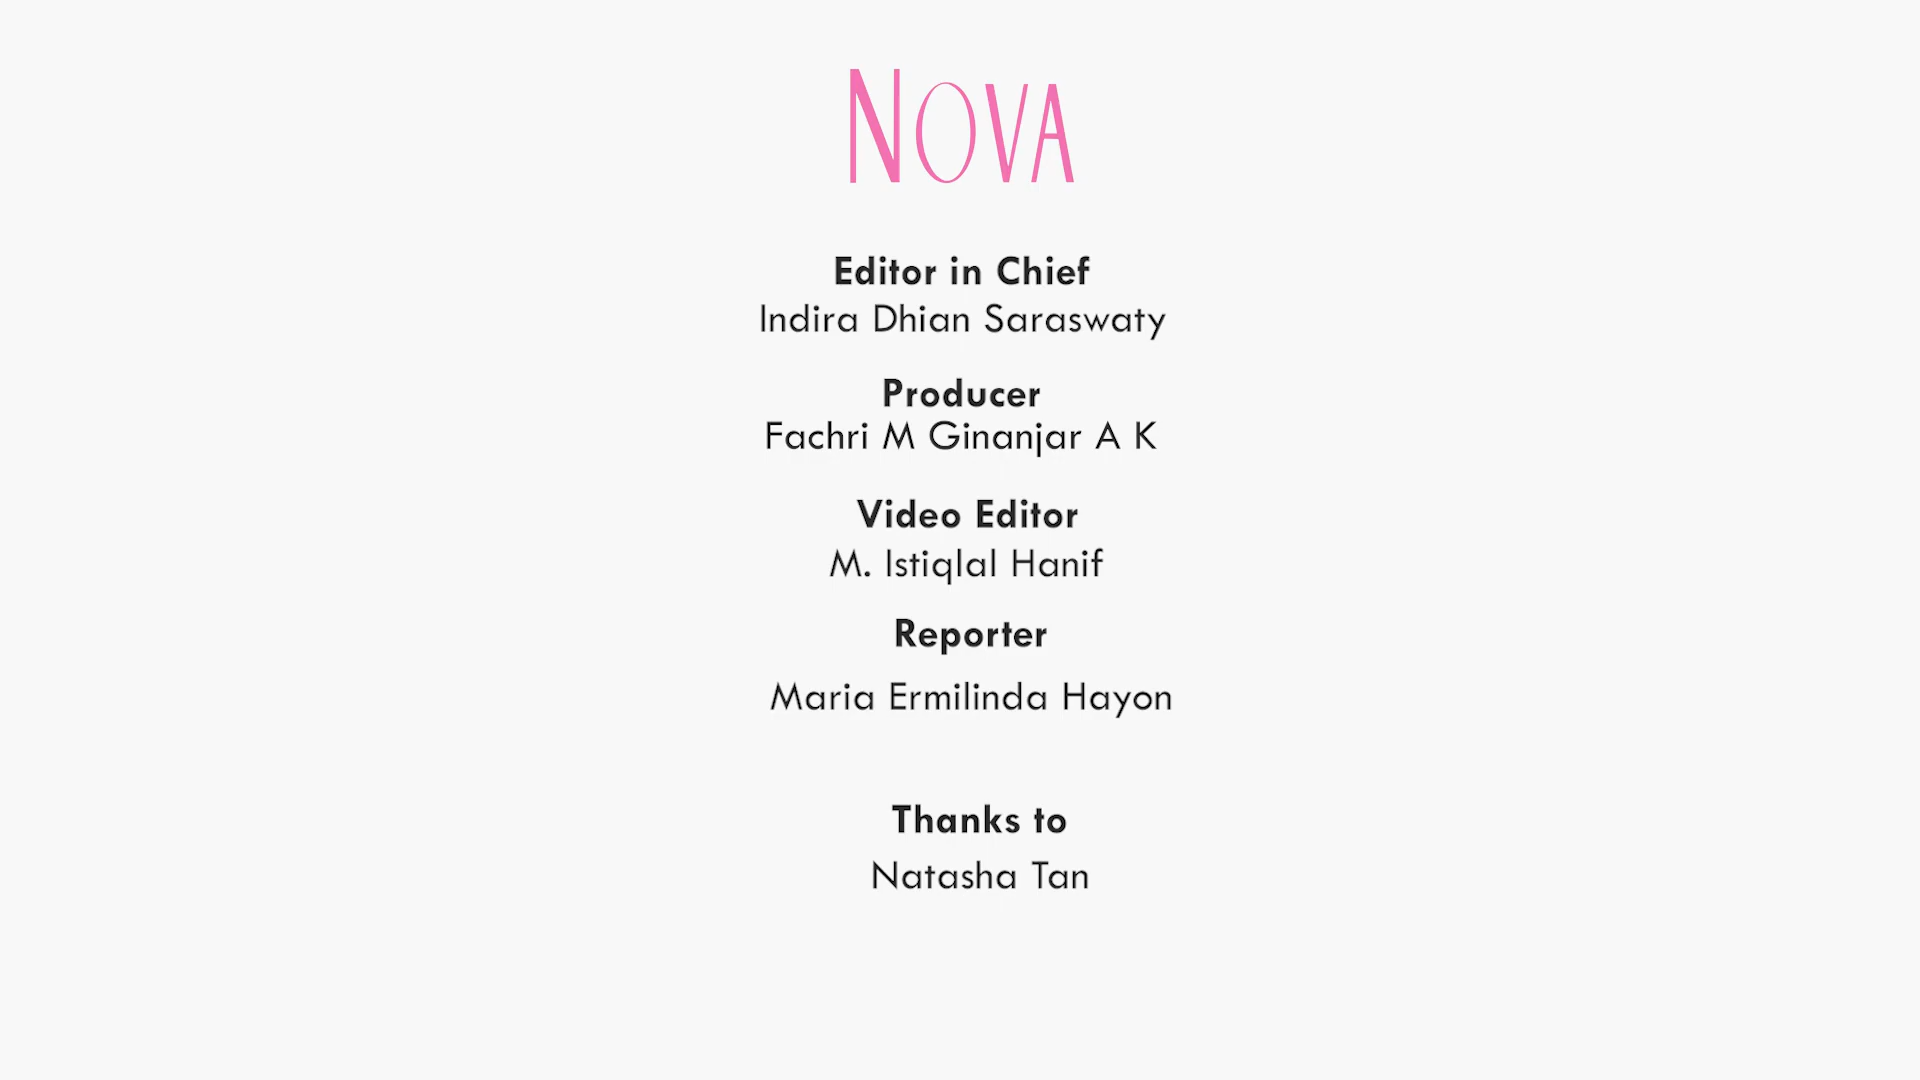 NOVA
Editor in Chief
Indira Dhian Saraswaty
Producer
Fachri M Ginanjar A K
Video Editor
M. Istiqlal Hanif
Reporter
Maria Ermilinda Hayon
Thanks to
Natasha Tan